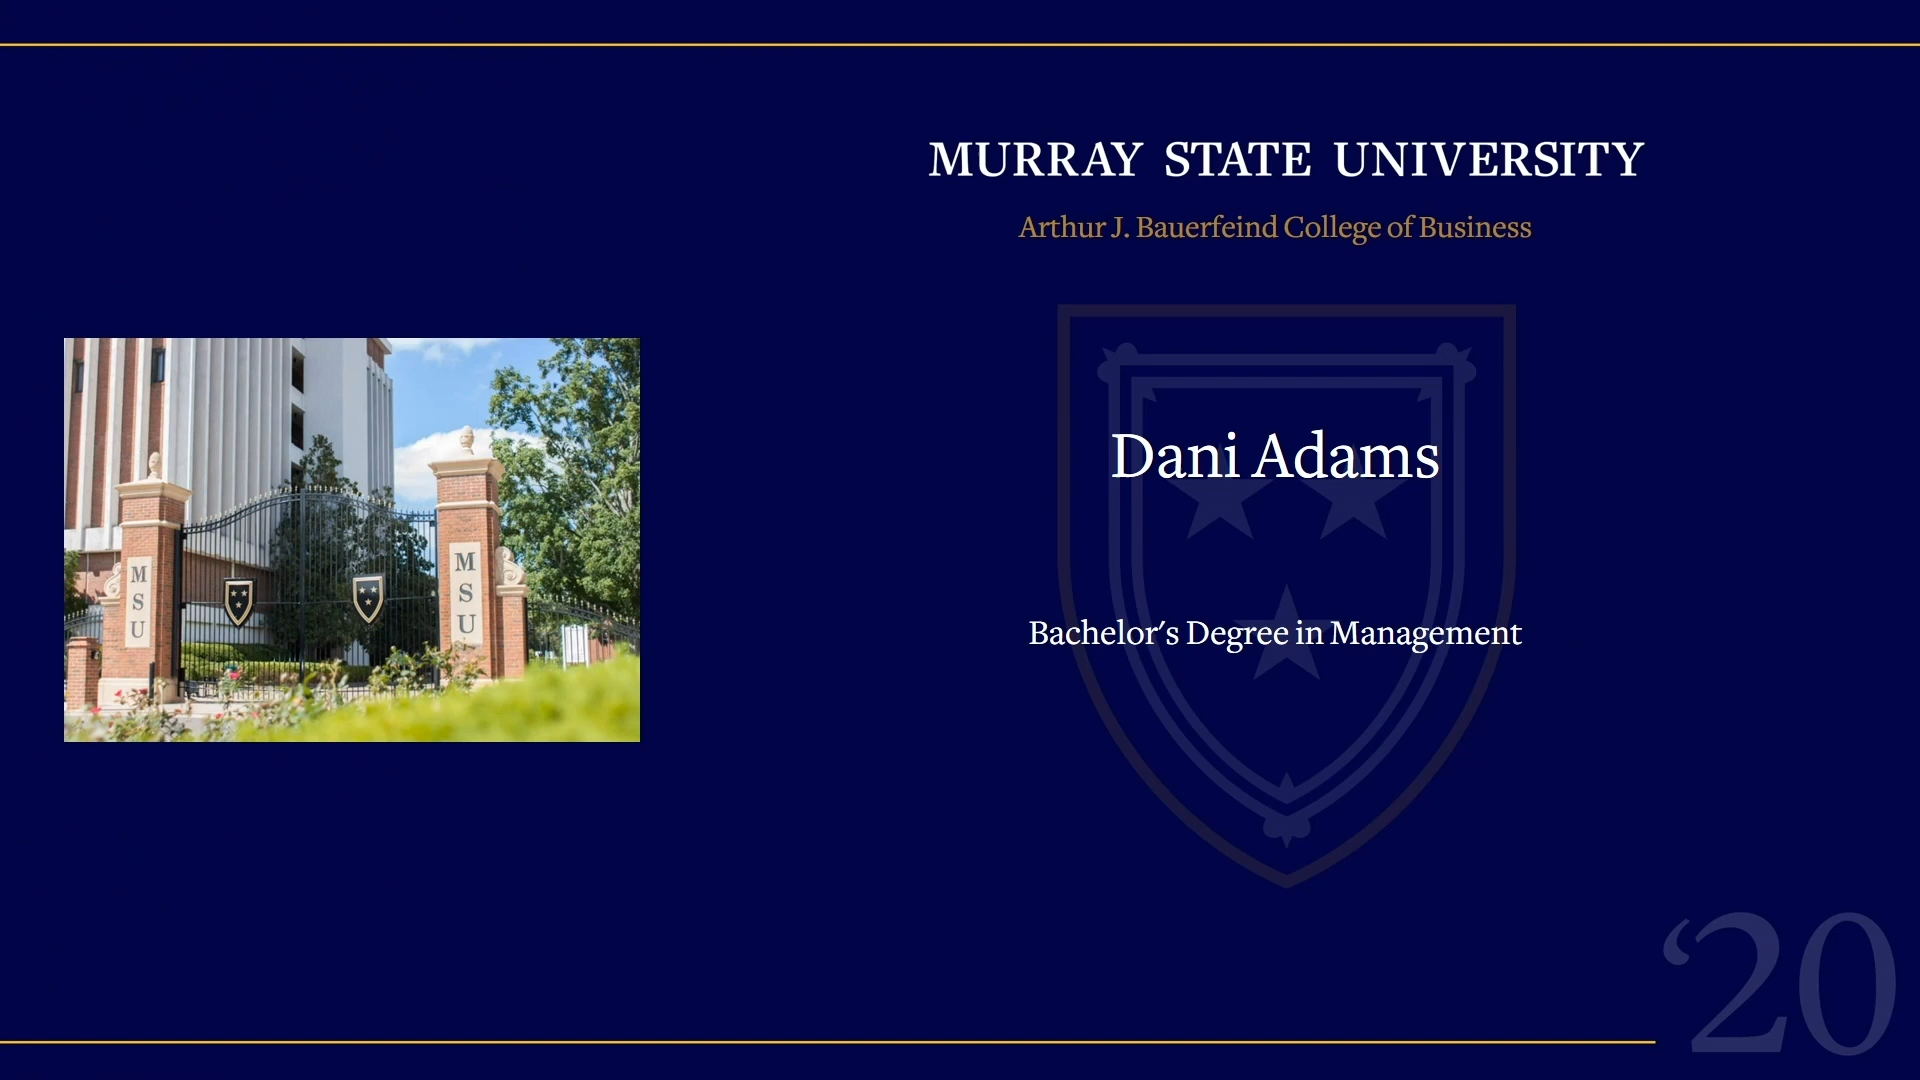 MURRAY STATE UNIVERSITY
Arthur J. Bauerfeind College of Business
Dani Adams
Bachelor's Degree in Management
M
S
U
M
S
U
‘20